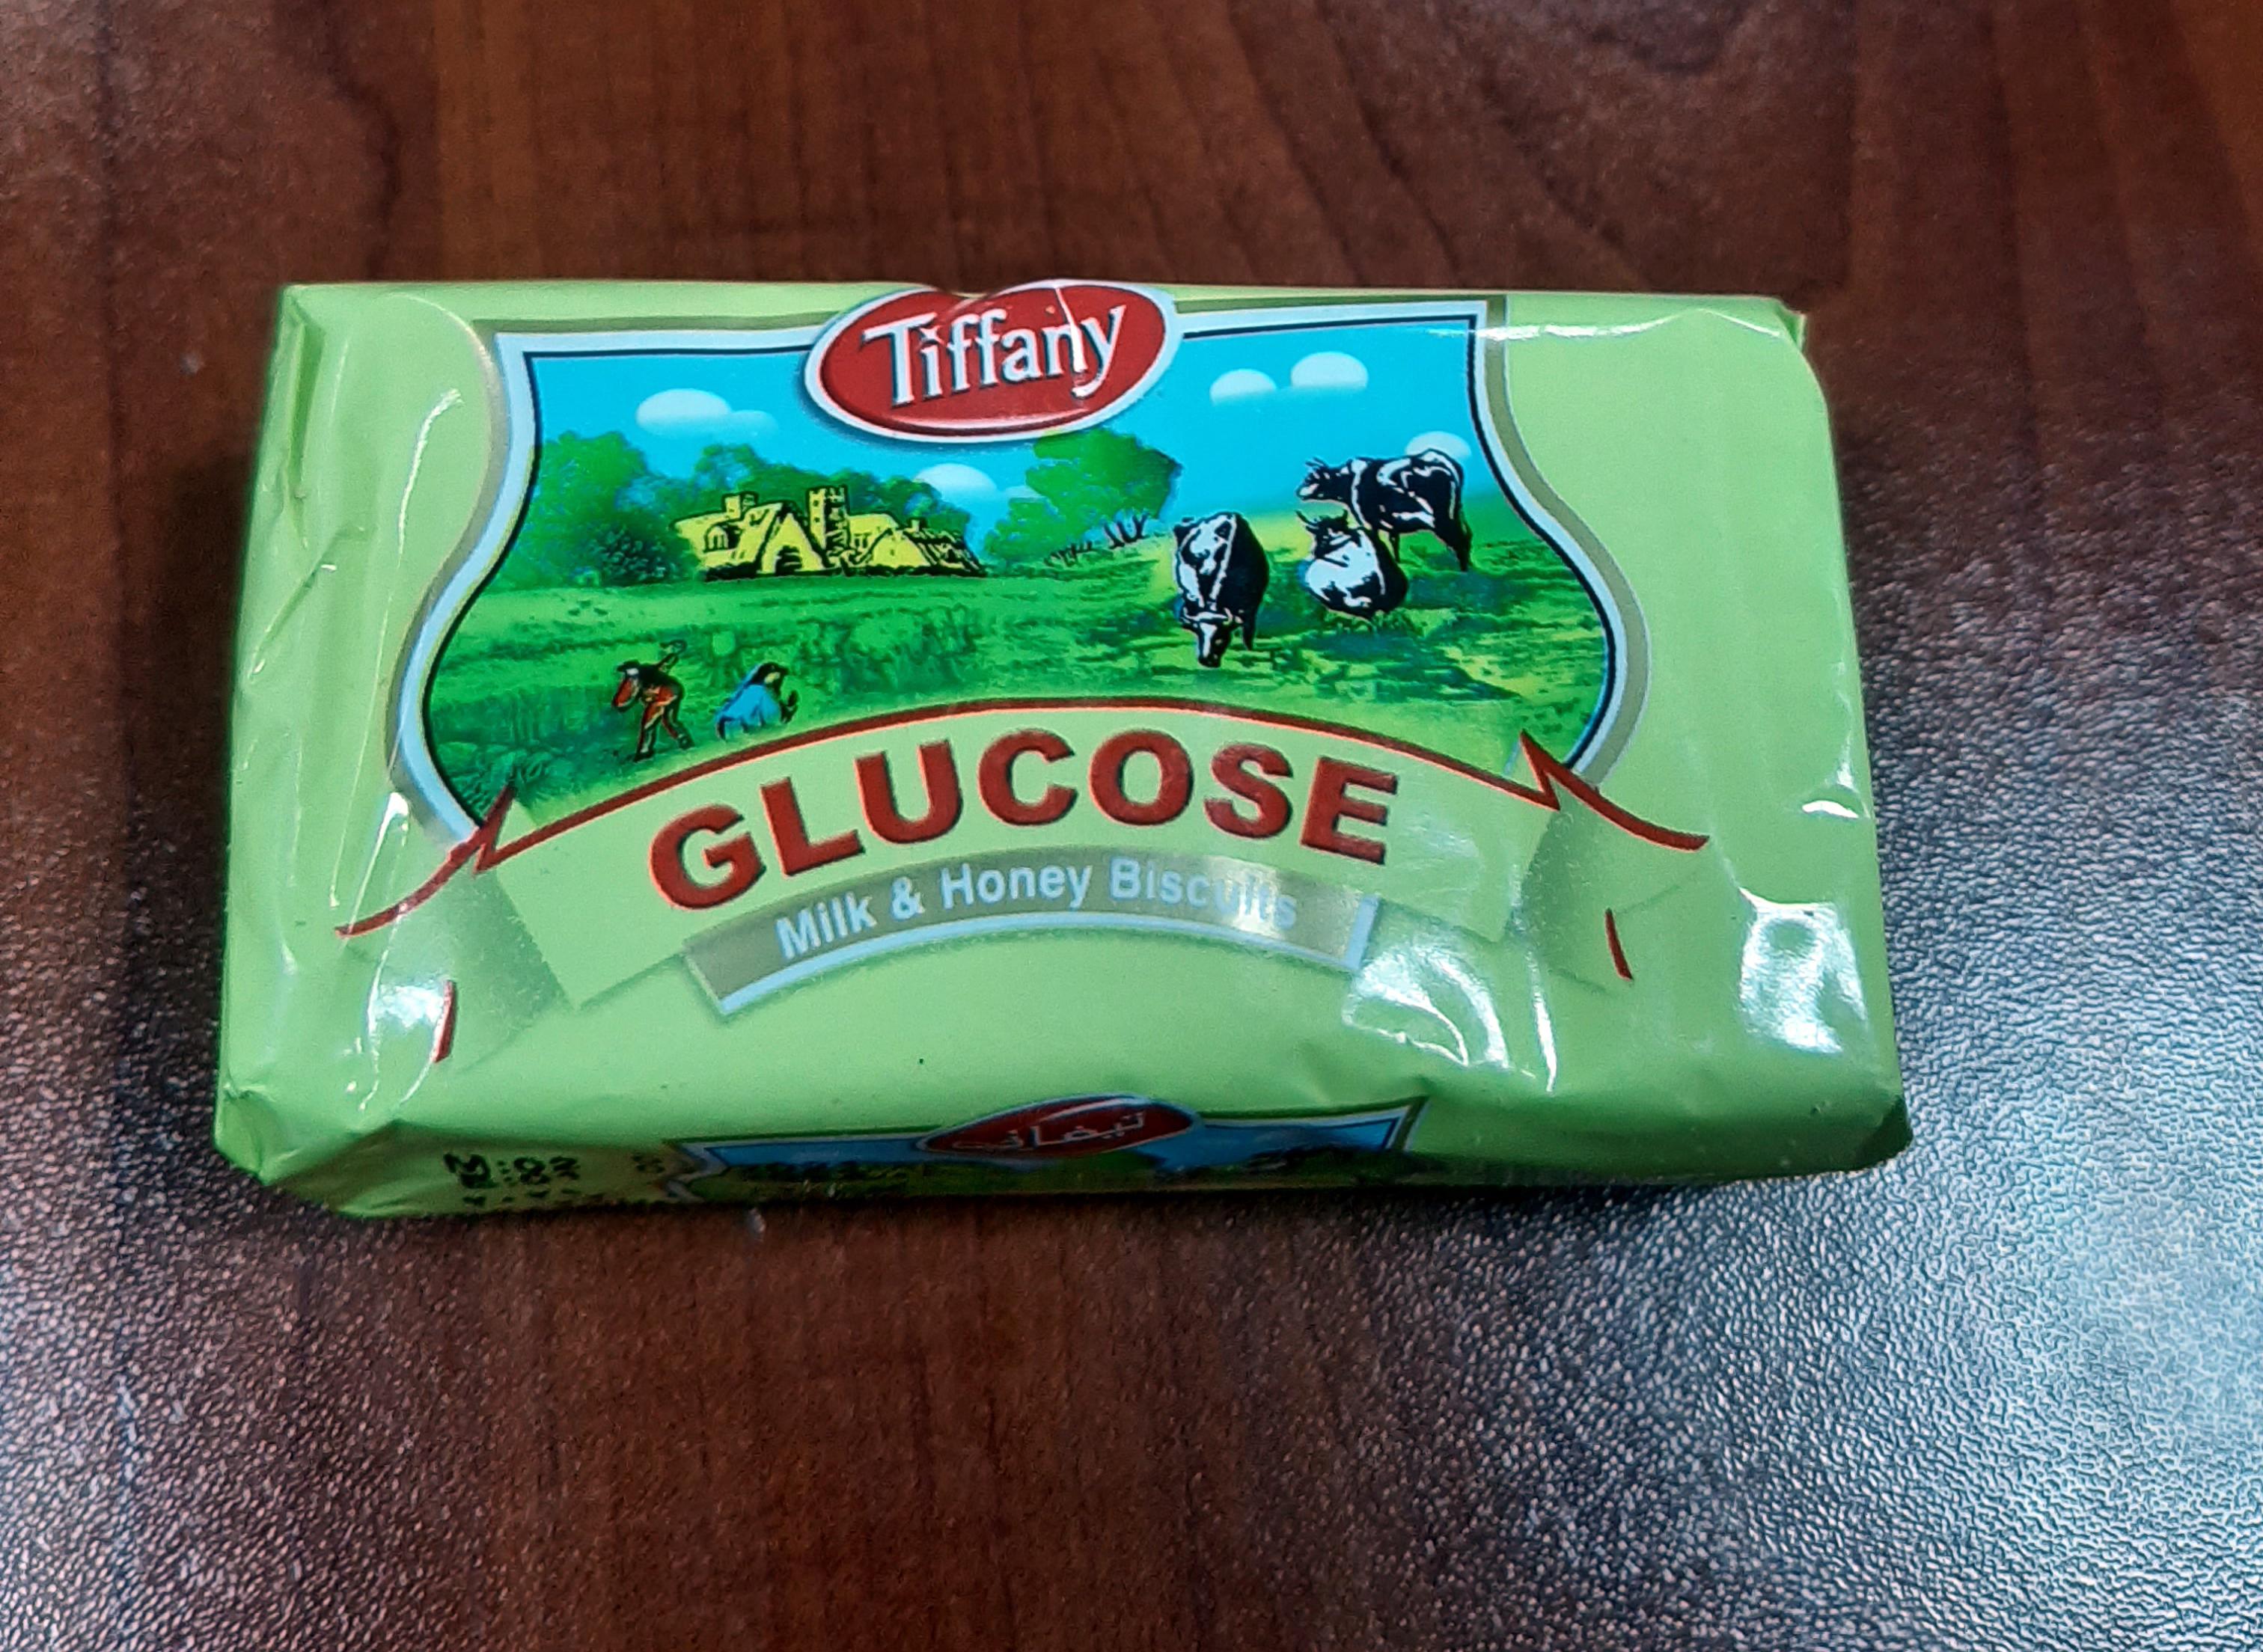 Tiffany
GLUCOSE
Milk & Honey Biscuits
تيفاني